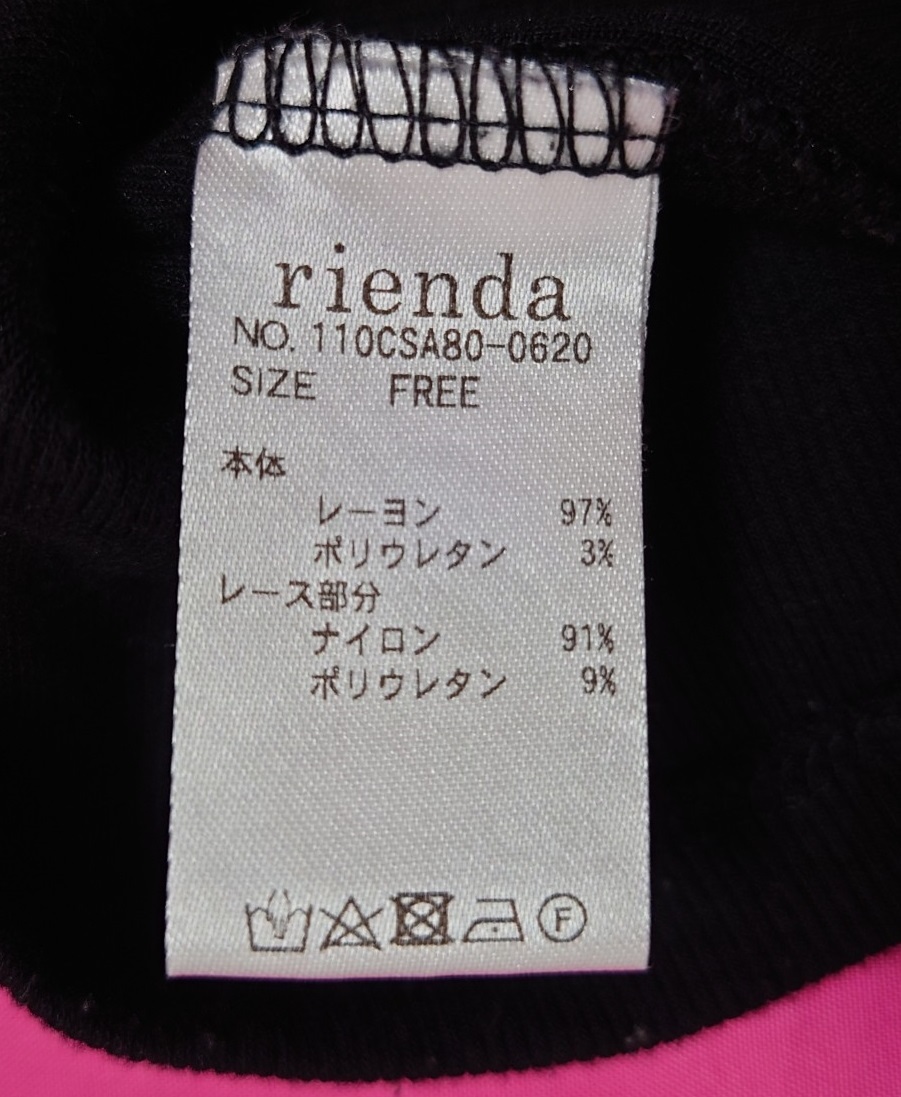 rienda
NO. 110CSA80-0620
SIZE FREE
本体
レーヨン 97%
ポリウレタン 3%
レース部分
ナイロン 91%
ポリウレタン 9%
F